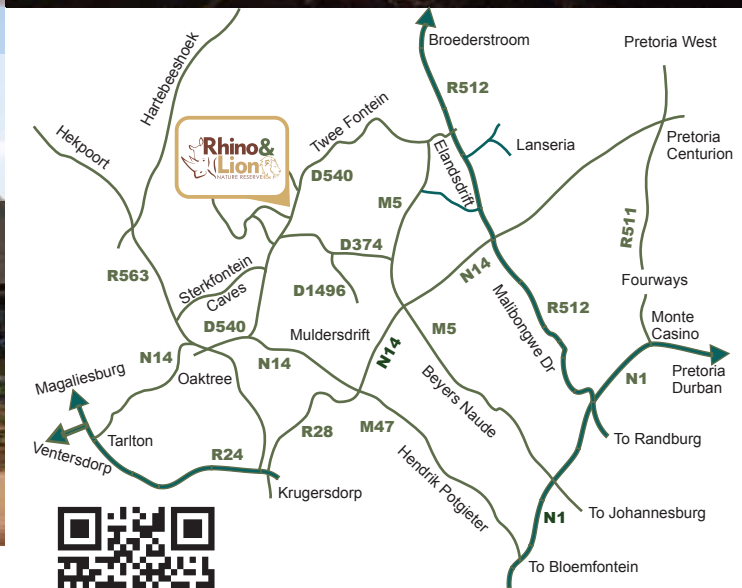 Broederstroom
Pretoria West
R512
Hartebeeshoek
Hekpoort
Twee Fontein
Rhino&
Lion
NATURE RESERVE
Elandsdrift
Lanseria
Pretoria
Centurion
D540
M5
R511
D374
R563
Sterkfontein
Caves
D1496
N14
Fourways
R512
Malibongwe Dr
Monte
Casino
D540
Muldersdrift
M5
N14
N14
N14
Oaktree
Magaliesburg
Beyers Naude
N1
Pretoria
Durban
Ventersdorp
Tarlton
R24
R28
M47
Hendrik Potgieter
To Randburg
Krugersdorp
N1
To Johannesburg
To Bloemfontein